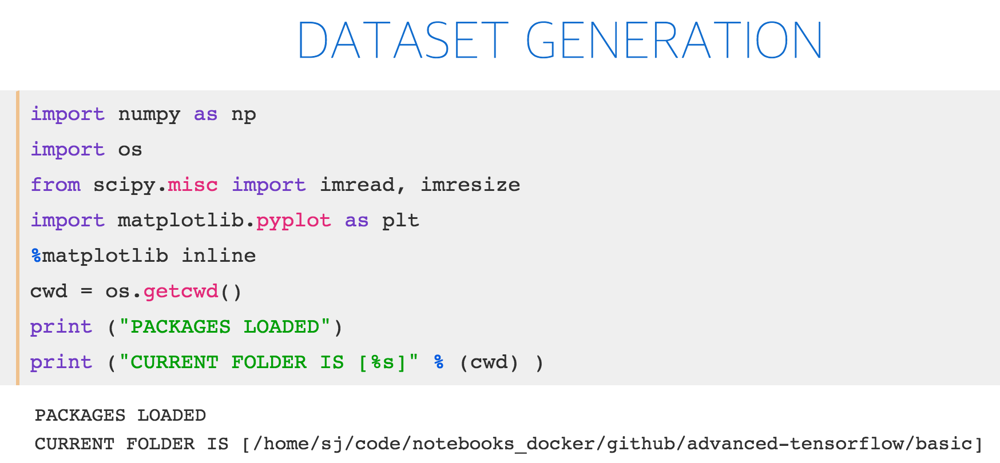 DATASET GENERATION
import numpy as np
import os
from scipy.misc import imread, imresize
import matplotlib.pyplot as plt
%matplotlib inline
cwd = os.getcwd()
print ("PACKAGES LOADED")
print ("CURRENT FOLDER IS [%s]" % (cwd) )
PACKAGES LOADED
CURRENT FOLDER IS [/home/sj/code/notebooks_docker/github/advanced-tensorflow/basic]